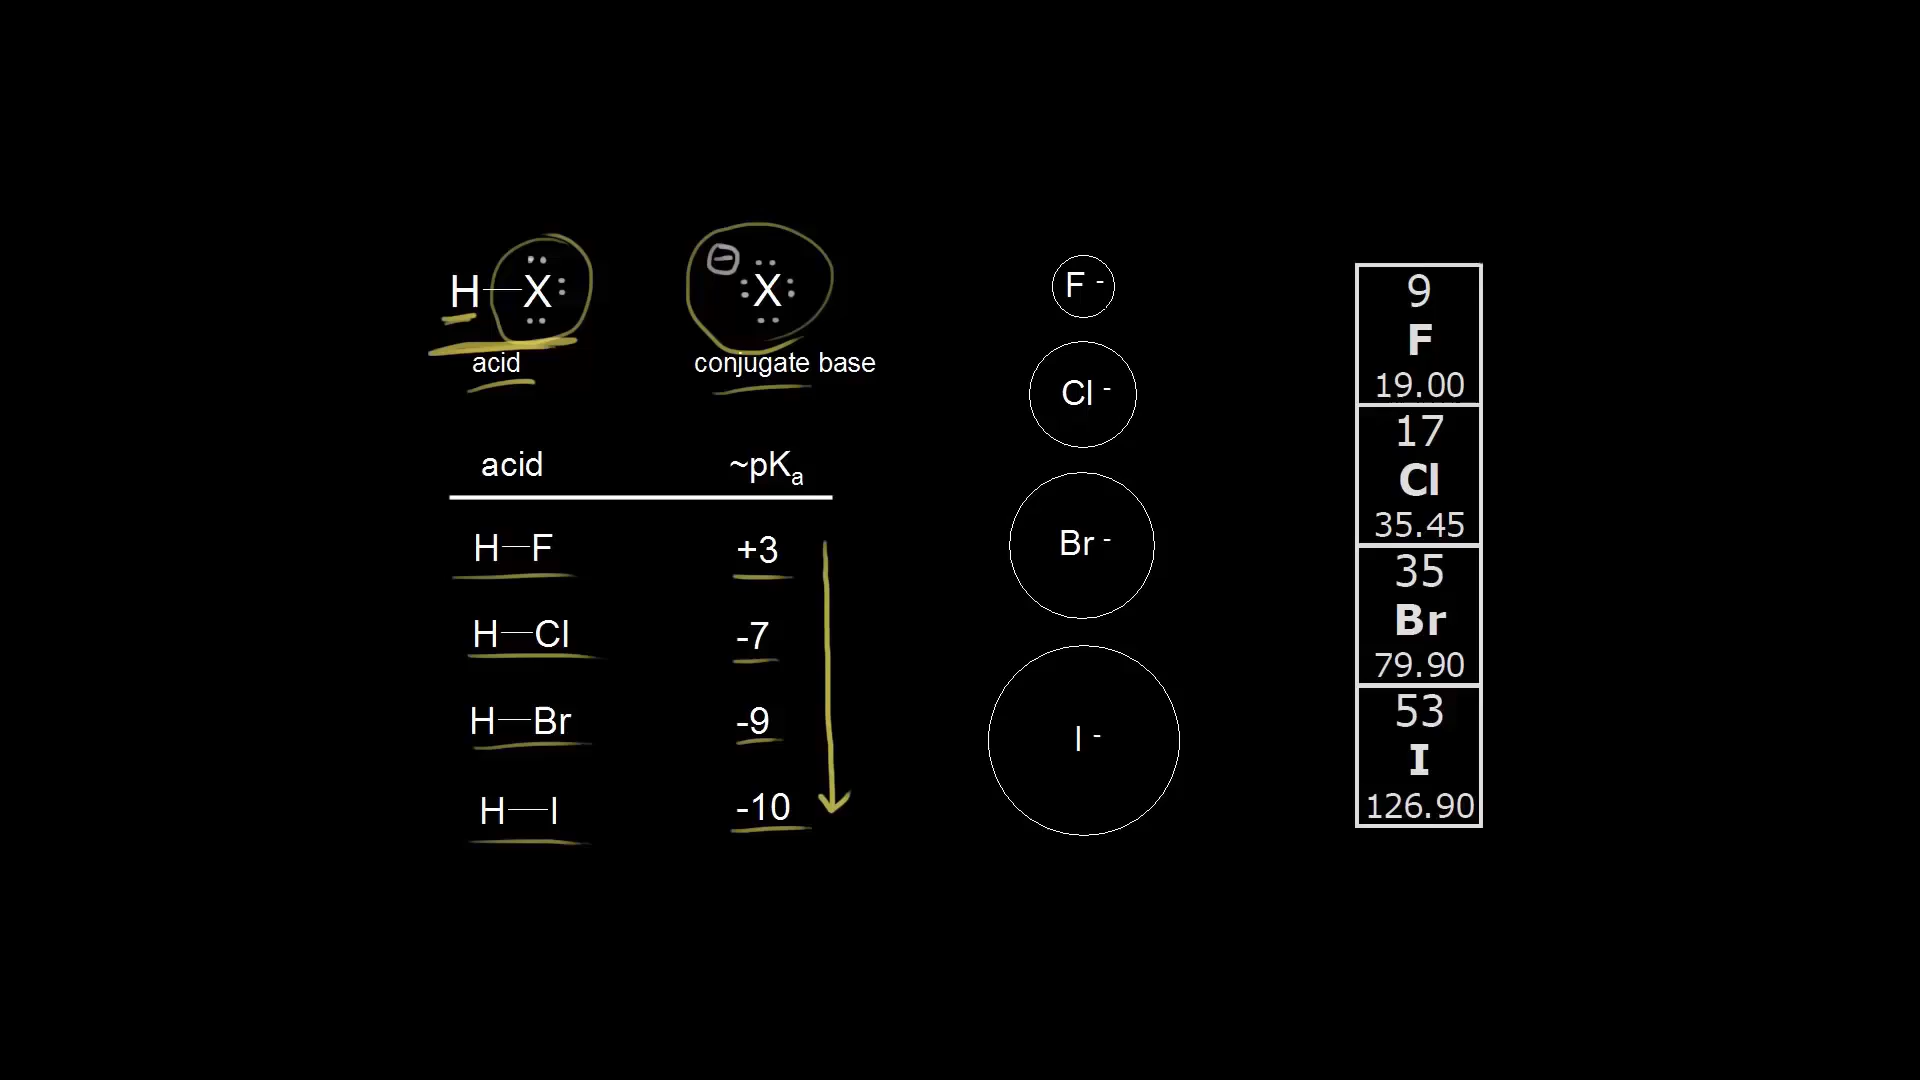 H—X
⊖ X
acid
conjugate base
acid ~pKa
H—F +3
H—Cl -7
H—Br -9
H—I -10
F -
Cl -
Br -
I -
9
F
19.00
17
Cl
35.45
35
Br
79.90
53
I
126.90